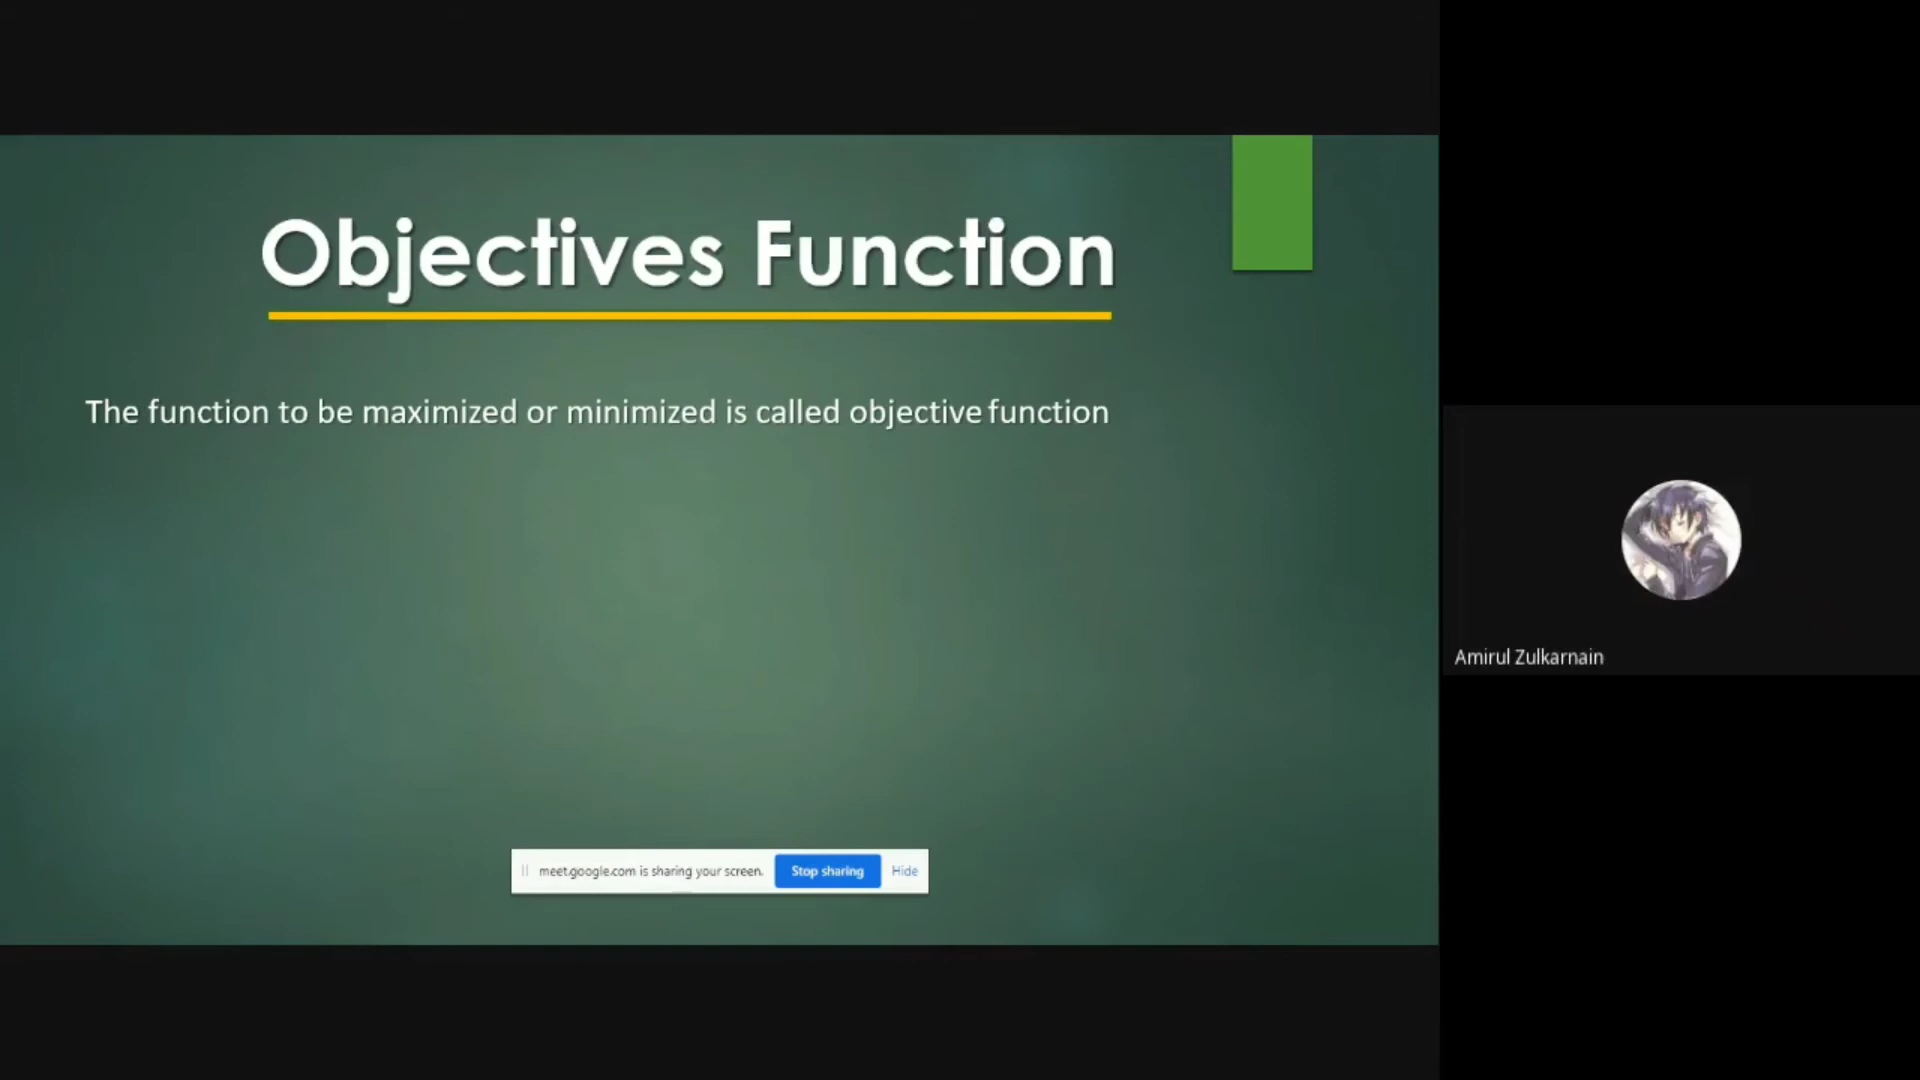 Objectives Function
The function to be maximized or minimized is called objective function
meet.google.com is sharing your screen. Stop sharing Hide
Amirul Zulkarnain